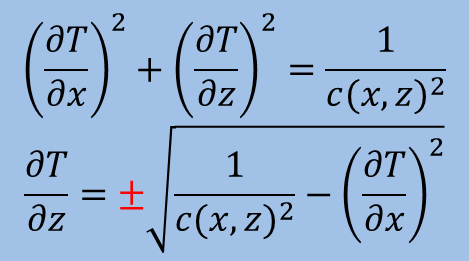 (∂T/∂x)² + (∂T/∂z)² = 1/c(x, z)²
∂T/∂z = ±√(1/c(x, z)² − (∂T/∂x)²)